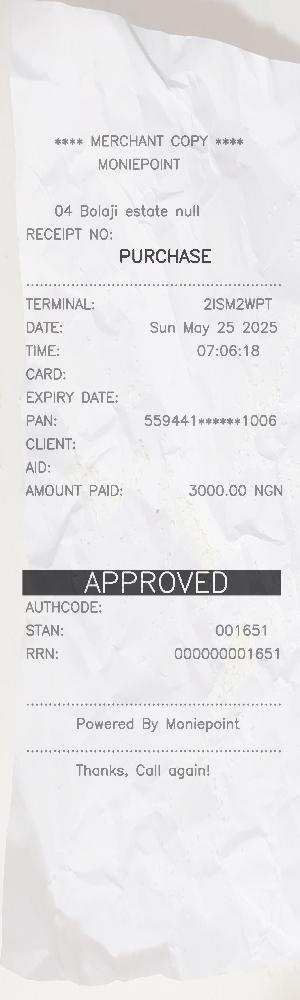 **** MERCHANT COPY ****
MONIEPOINT
04 Bolaji estate null
RECEIPT NO:
PURCHASE
TERMINAL: 2ISM2WPT
DATE: Sun May 25 2025
TIME: 07:06:18
CARD:
EXPIRY DATE:
PAN: 559441******1006
CLIENT:
AID:
AMOUNT PAID: 3000.00 NGN
APPROVED
AUTHCODE:
STAN: 001651
RRN: 000000001651
Powered By Moniepoint
Thanks, Call again!